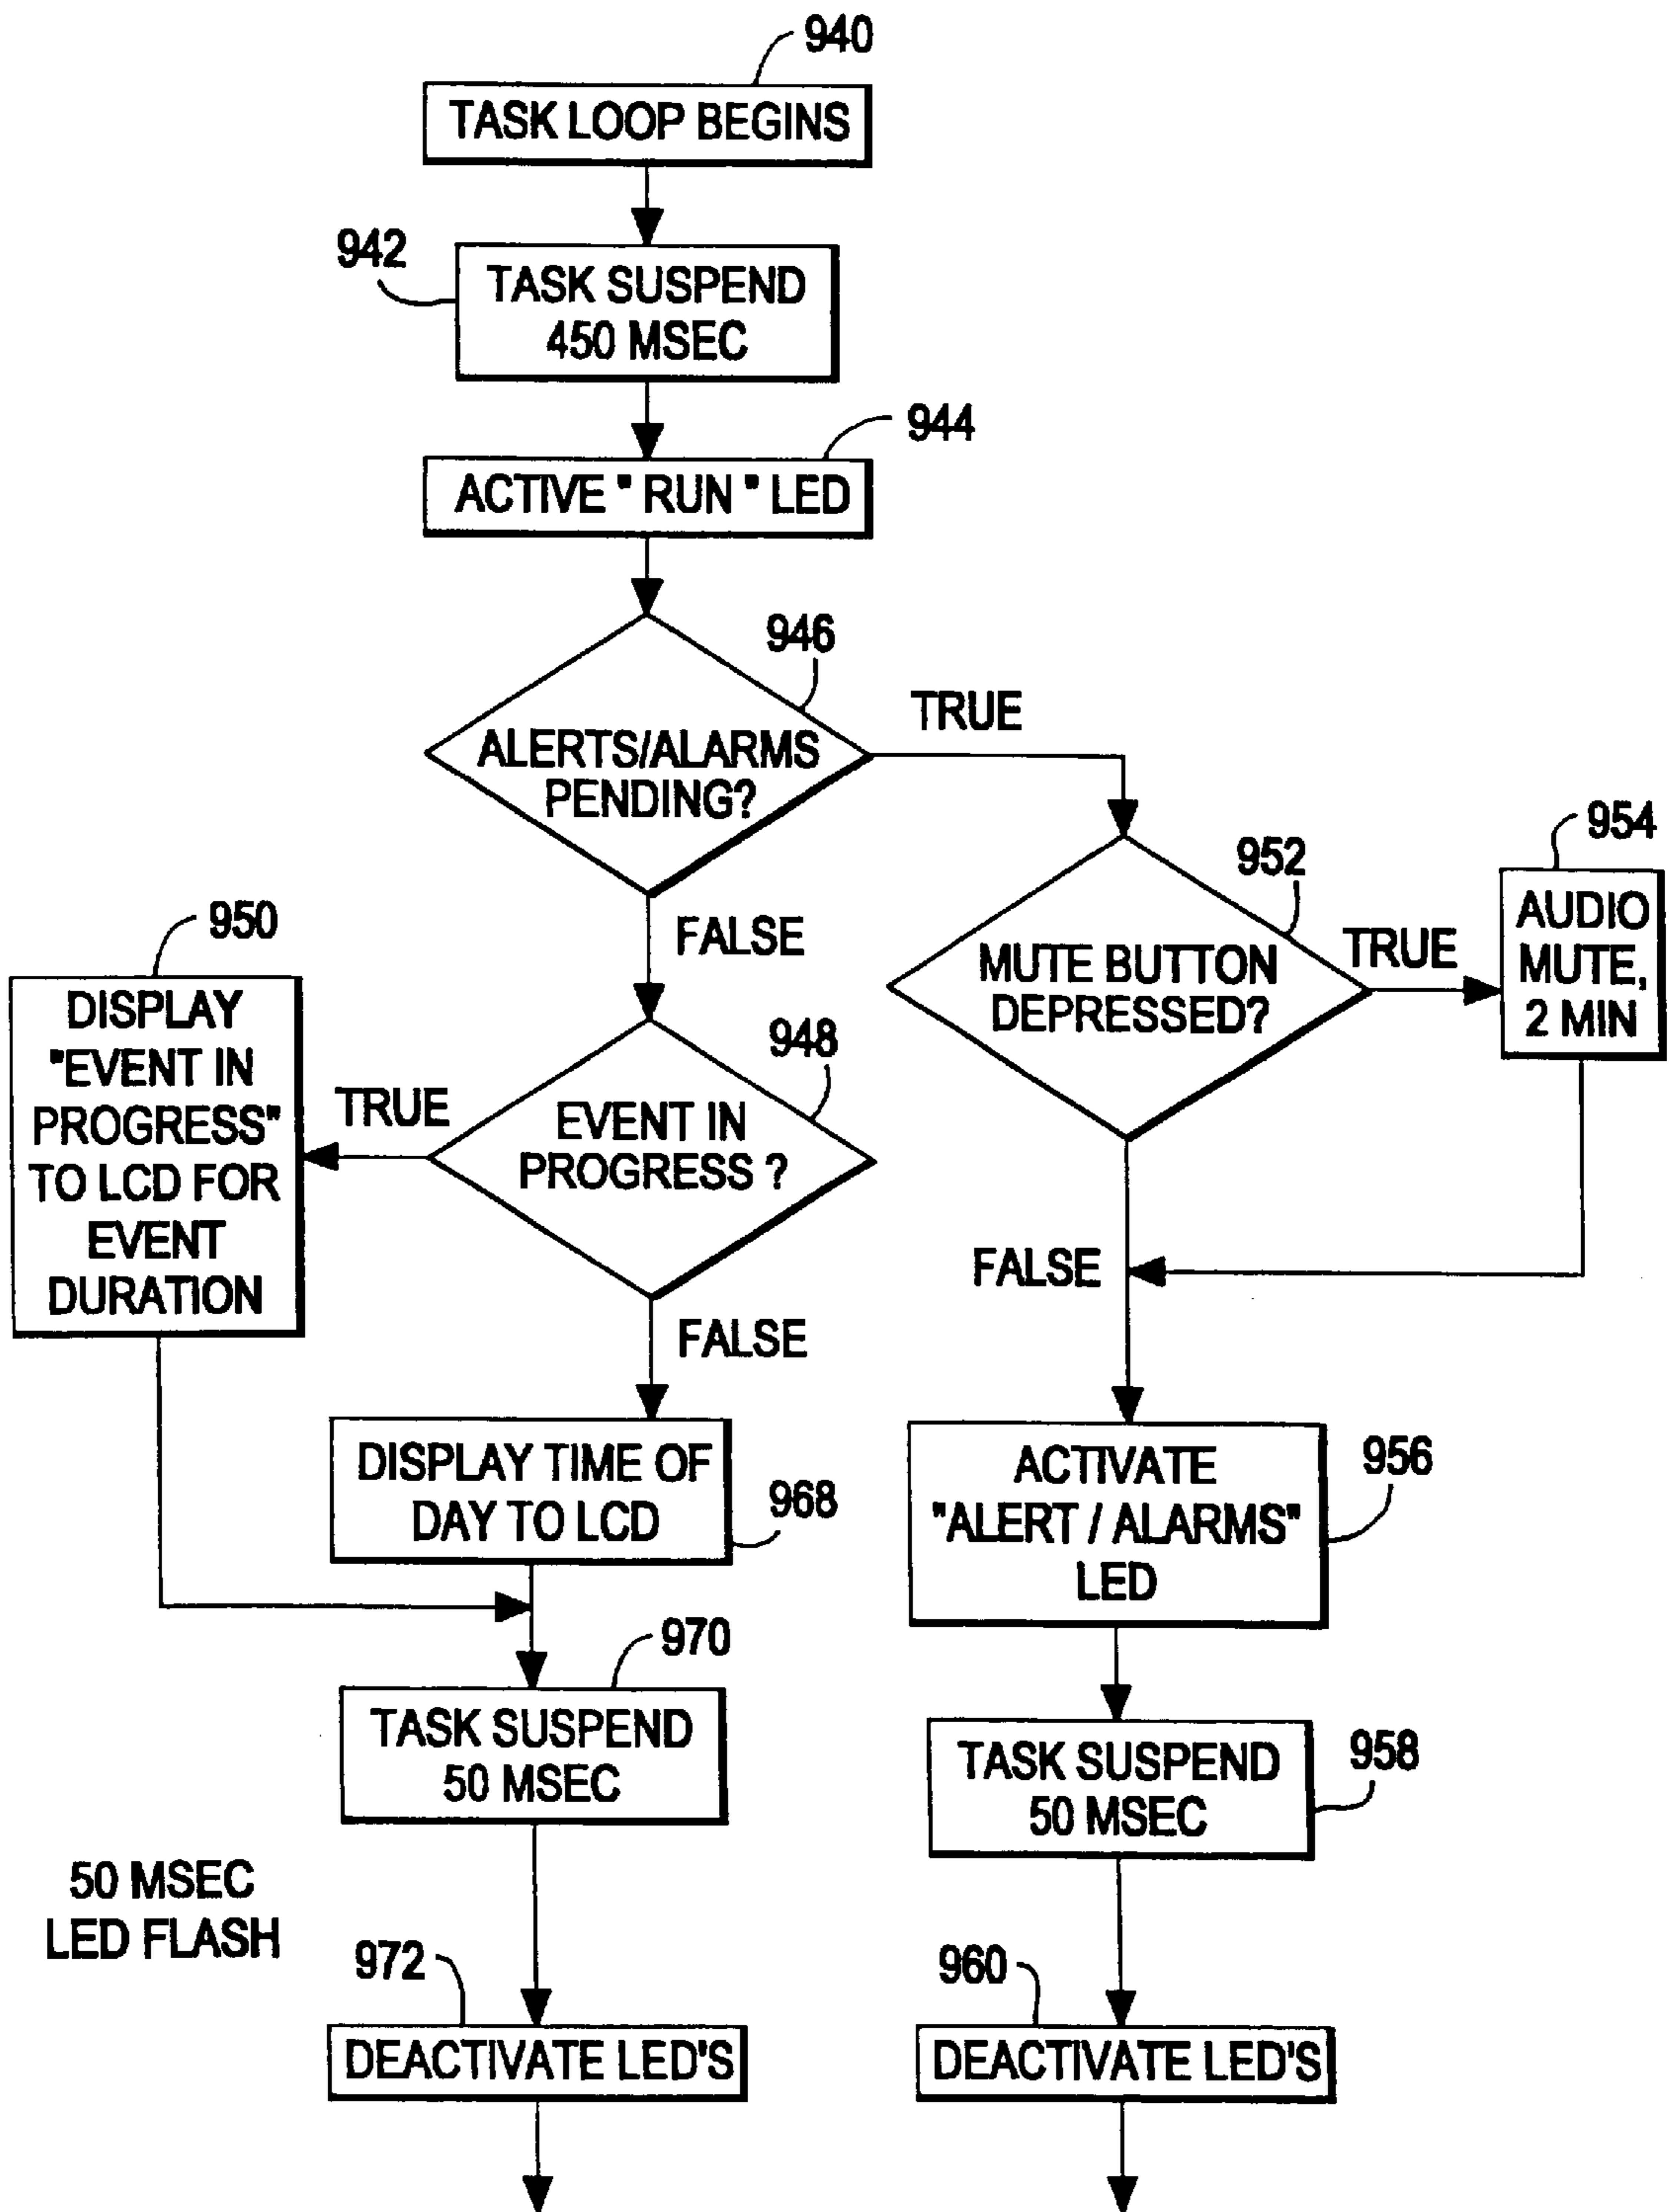 940
TASK LOOP BEGINS
942
TASK SUSPEND
450 MSEC
944
ACTIVE " RUN " LED
946
ALERTS/ALARMS
PENDING?
TRUE
FALSE
952
MUTE BUTTON
DEPRESSED?
TRUE
954
AUDIO
MUTE,
2 MIN
FALSE
948
EVENT IN
PROGRESS ?
TRUE
950
DISPLAY
"EVENT IN
PROGRESS"
TO LCD FOR
EVENT
DURATION
FALSE
DISPLAY TIME OF
DAY TO LCD
968
ACTIVATE
"ALERT / ALARMS"
LED
956
970
TASK SUSPEND
50 MSEC
TASK SUSPEND
50 MSEC
958
50 MSEC
LED FLASH
972
DEACTIVATE LED'S
960
DEACTIVATE LED'S